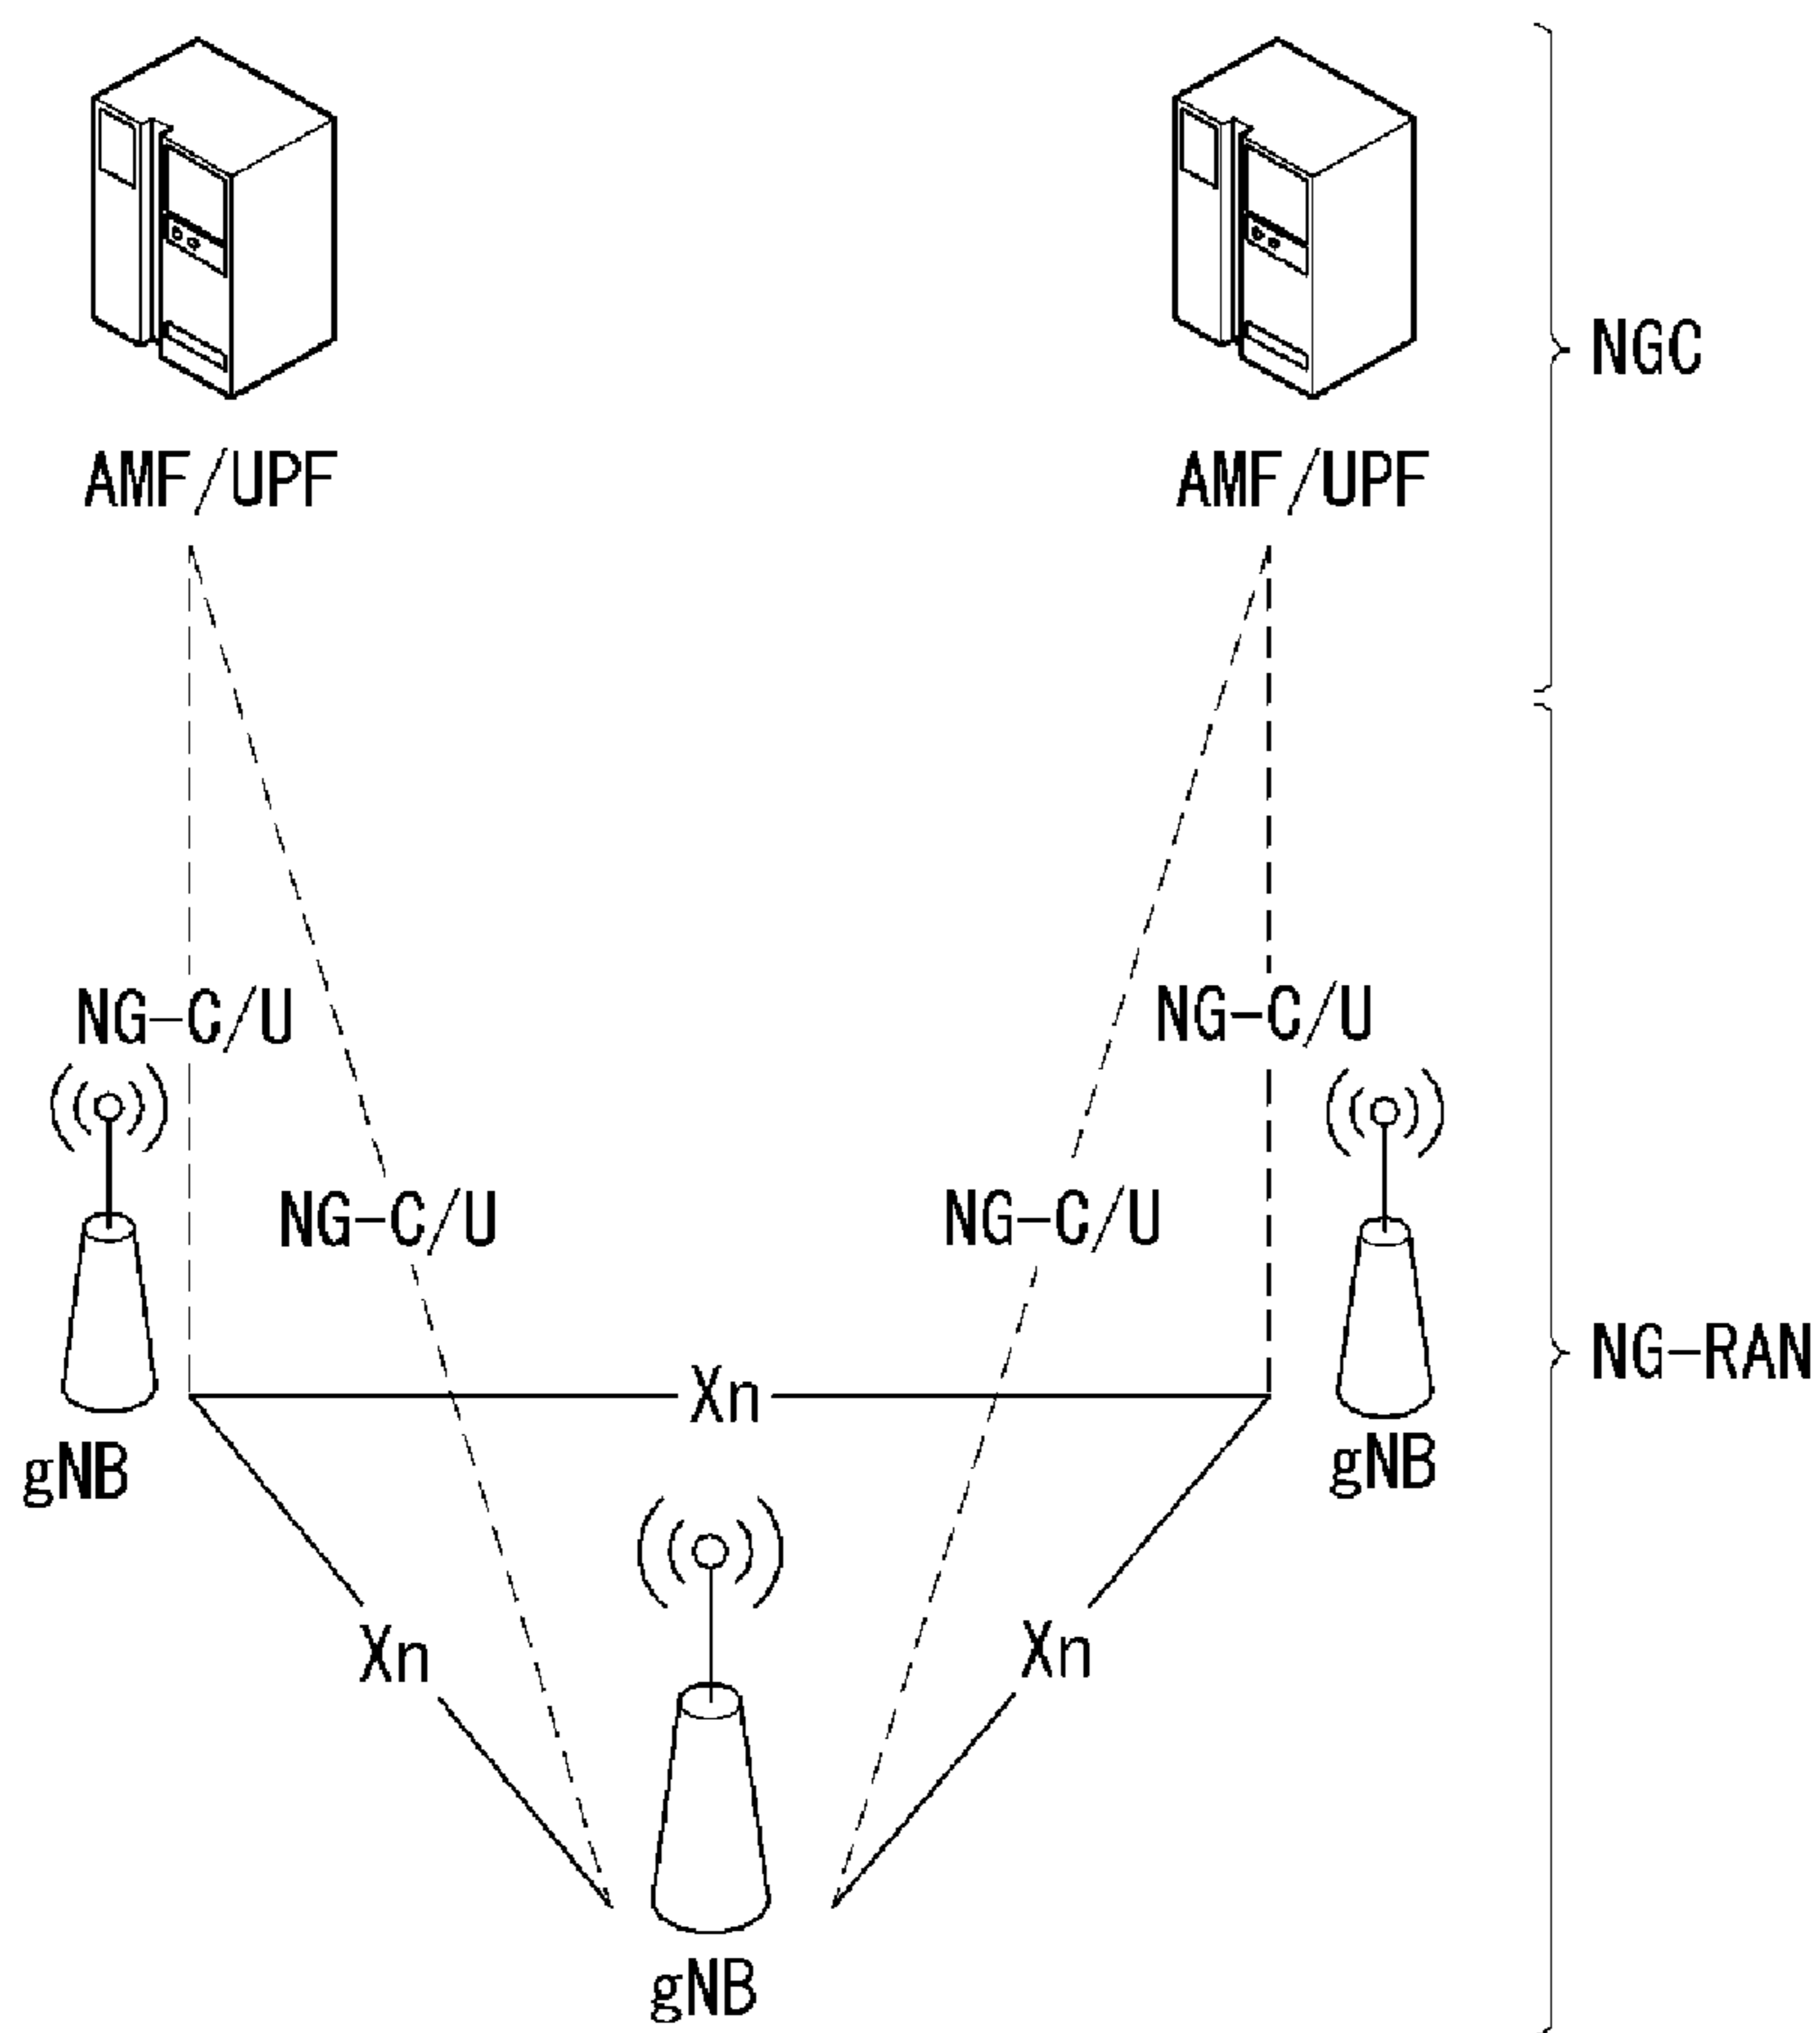 NGC
AMF/UPF
AMF/UPF
NG-C/U
NG-C/U
NG-C/U
NG-C/U
NG-RAN
Xn
gNB
gNB
Xn
Xn
gNB